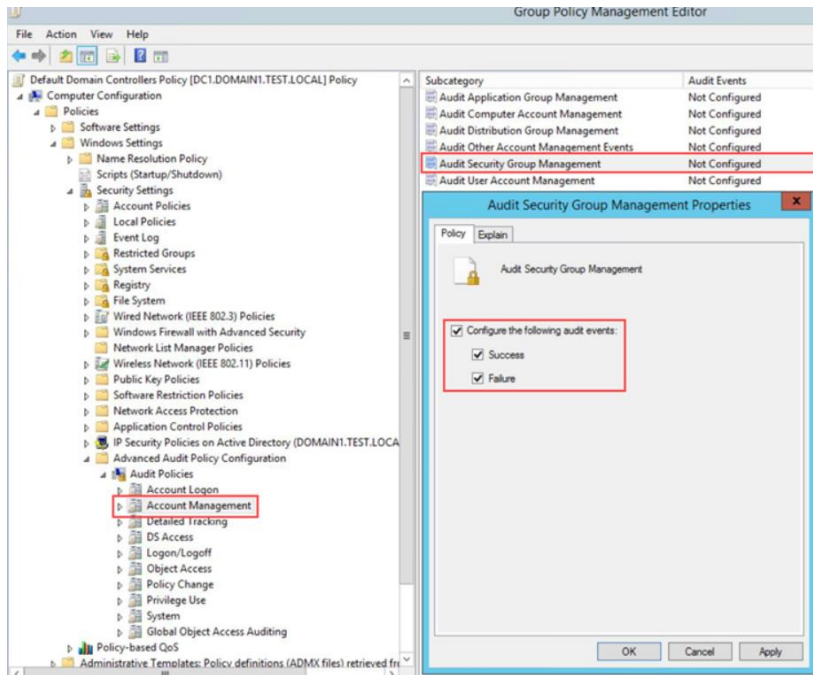 Group Policy Management Editor
File Action View Help
Default Domain Controllers Policy [DC1.DOMAIN1.TEST.LOCAL] Policy
Computer Configuration
Policies
Software Settings
Windows Settings
Name Resolution Policy
Scripts (Startup/Shutdown)
Security Settings
Account Policies
Local Policies
Event Log
Restricted Groups
System Services
Registry
File System
Wired Network (IEEE 802.3) Policies
Windows Firewall with Advanced Security
Network List Manager Policies
Wireless Network (IEEE 802.11) Policies
Public Key Policies
Software Restriction Policies
Network Access Protection
Application Control Policies
IP Security Policies on Active Directory (DOMAIN1.TEST.LOCA
Advanced Audit Policy Configuration
Audit Policies
Account Logon
Account Management
Detailed Tracking
DS Access
Logon/Logoff
Object Access
Policy Change
Privilege Use
System
Global Object Access Auditing
Policy-based QoS
Administrative Templates: Policy definitions (ADMX files) retrieved fr
Subcategory Audit Events
Audit Application Group Management Not Configured
Audit Computer Account Management Not Configured
Audit Distribution Group Management Not Configured
Audit Other Account Management Events Not Configured
Audit Security Group Management Not Configured
Audit User Account Management Not Configured
Audit Security Group Management Properties
x
Policy Explain
Audit Security Group Management
Configure the following audit events:
Success
Failure
OK Cancel Apply